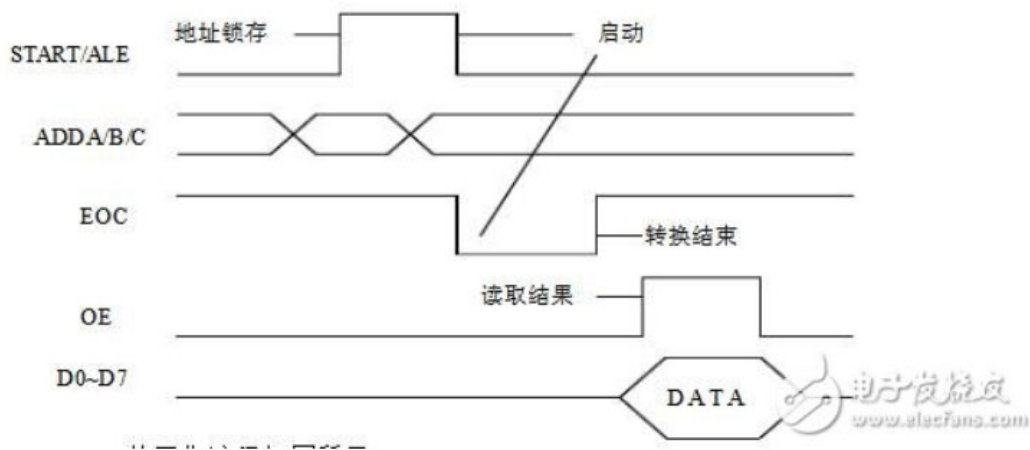 地址锁存
启动
START/ALE
ADDA/B/C
EOC
转换结束
读取结果
OE
D0~D7
DATA
电子发烧友
www.elecfans.com